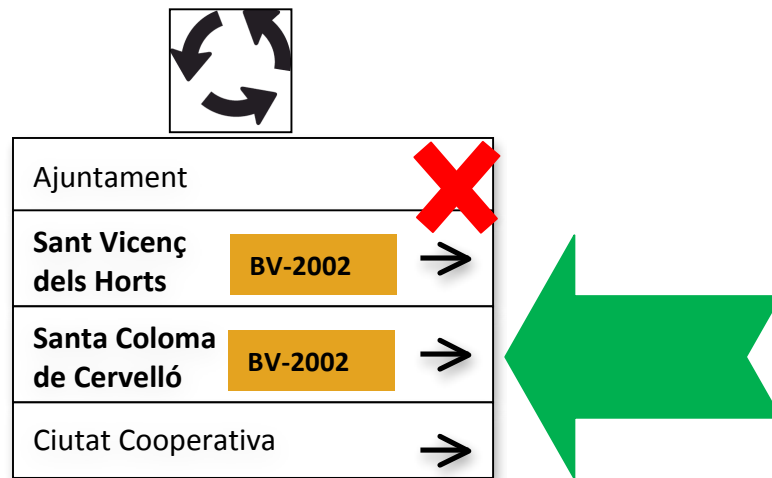 Ajuntament
Sant Vicenç
dels Horts
BV-2002
Santa Coloma
de Cervelló
BV-2002
Ciutat Cooperativa